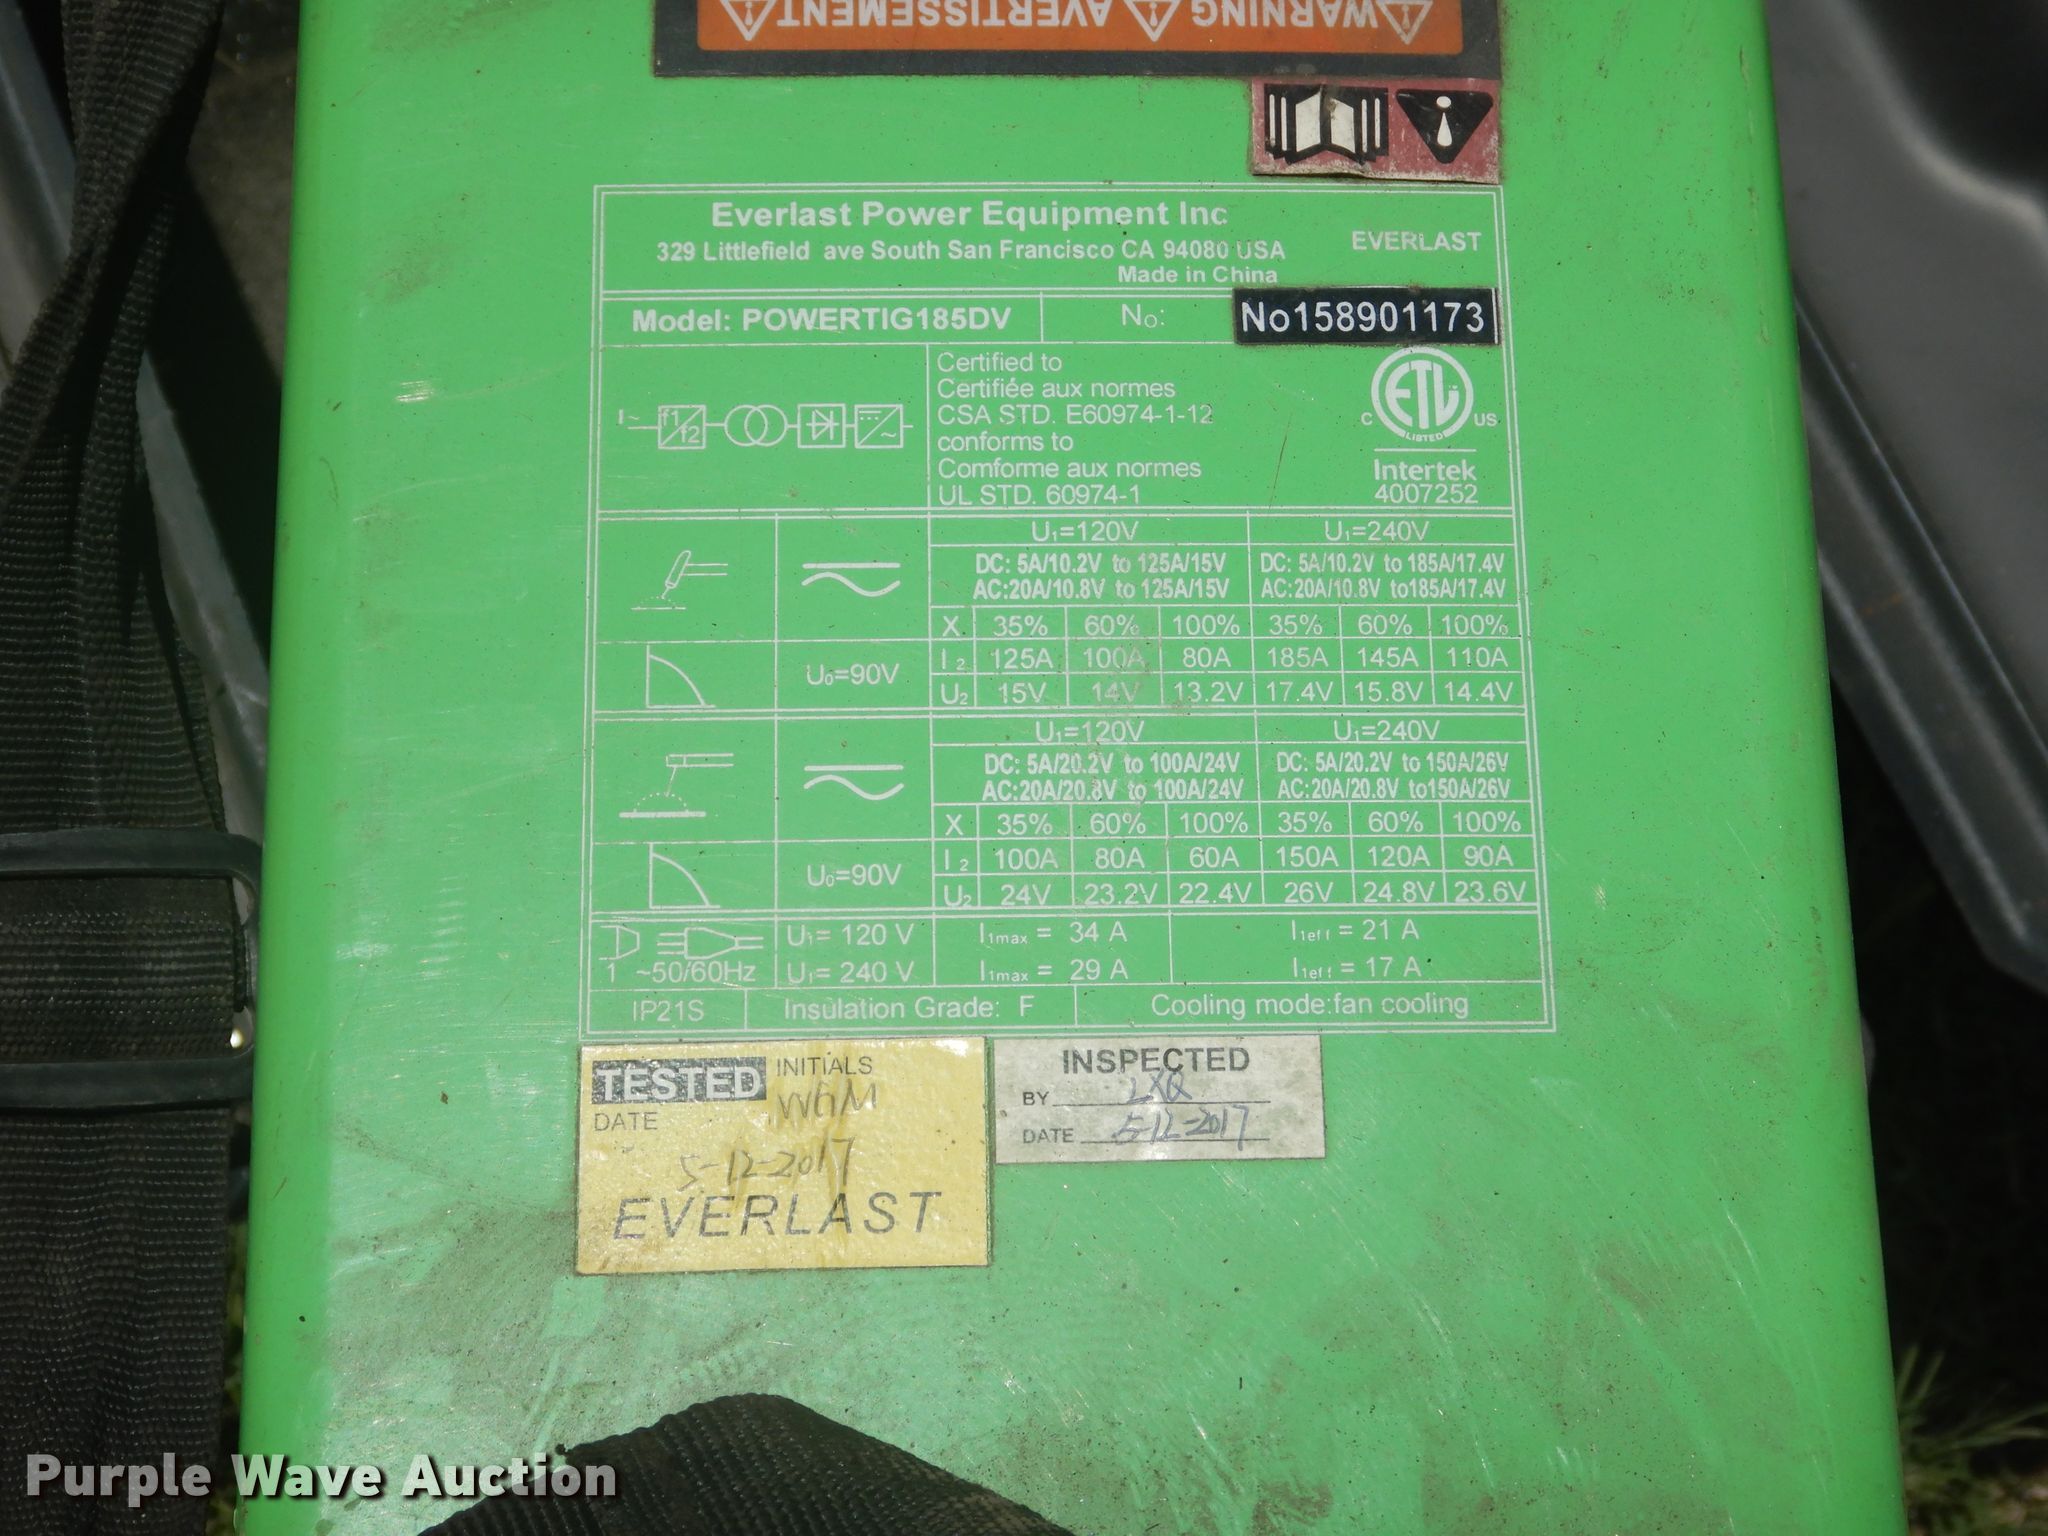 WARNING AVERTISSEMENT
Everlast Power Equipment Inc
329 Littlefield ave South San Francisco CA 94080 USA
Made in China
EVERLAST
Model: POWERTIG185DV
No:
No158901173
f1
f2
Certified to
Certifiée aux normes
CSA STD. E60974-1-12
conforms to
Comforme aux normes
UL STD. 60974-1
ETL
C US
LISTED
Intertek
4007252
U₁=120V U₁=240V
DC: 5A/10.2V to 125A/15V DC: 5A/10.2V to 185A/17.4V
AC:20A/10.8V to 125A/15V AC:20A/10.8V to185A/17.4V
X 35% 60% 100% 35% 60% 100%
U₀=90V
I₂ 125A 100A 80A 185A 145A 110A
U₂ 15V 14V 13.2V 17.4V 15.8V 14.4V
U₁=120V U₁=240V
DC: 5A/20.2V to 100A/24V DC: 5A/20.2V to 150A/26V
AC:20A/20.8V to 100A/24V AC:20A/20.8V to150A/26V
X 35% 60% 100% 35% 60% 100%
U₀=90V
I₂ 100A 80A 60A 150A 120A 90A
U₂ 24V 23.2V 22.4V 26V 24.8V 23.6V
U₁= 120 V I1max = 34 A I1eff = 21 A
1 ~50/60Hz U₁= 240 V I1max = 29 A I1eff = 17 A
IP21S Insulation Grade: F Cooling mode:fan cooling
TESTED INITIALS
WGM
DATE
5-12-2017
EVERLAST
INSPECTED
BY LXQ
DATE 5-12-2017
Purple Wave Auction